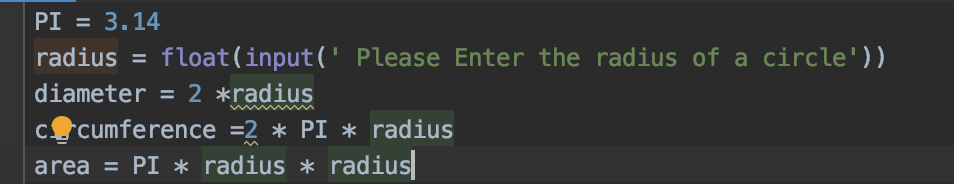 PI = 3.14
radius = float(input(' Please Enter the radius of a circle'))
diameter = 2 *radius
circumference =2 * PI * radius
area = PI * radius * radius